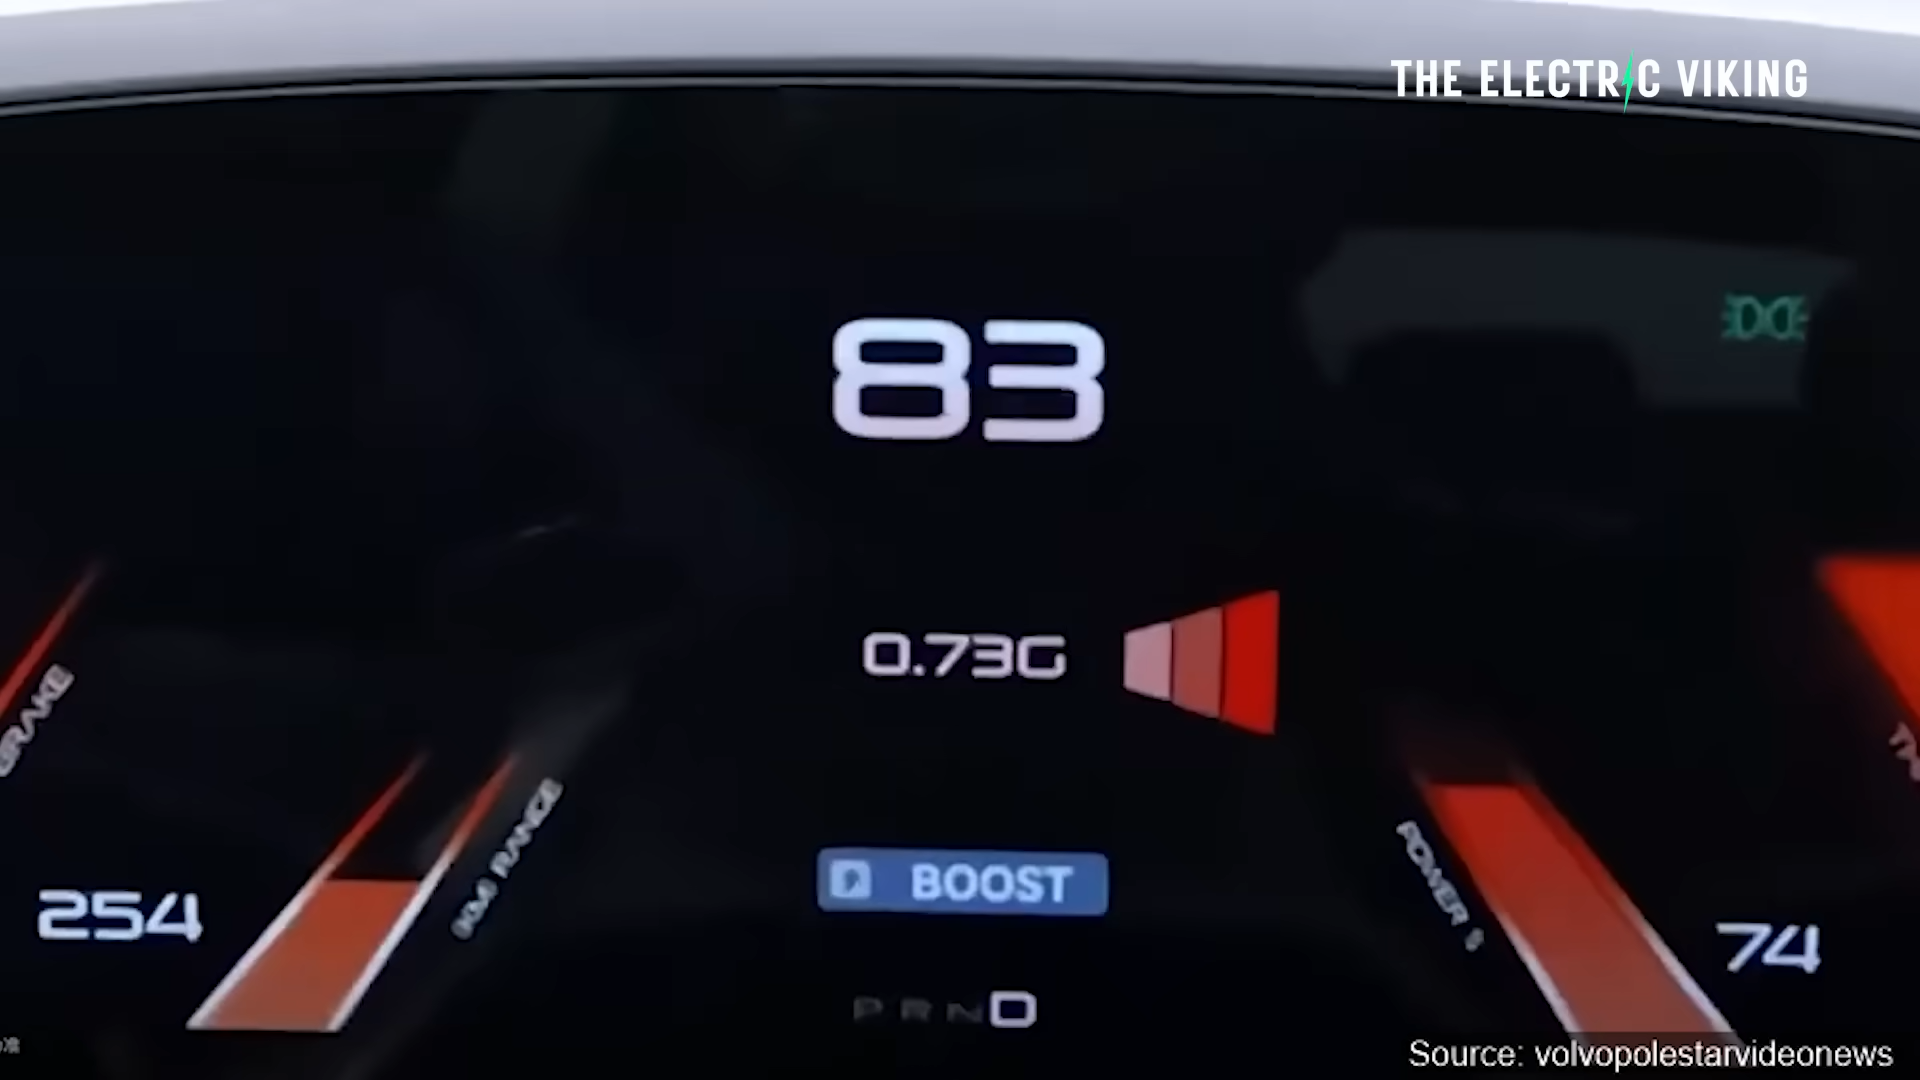 THE ELECTRIC VIKING
83
0.73G
BRAKE
KM RANGE
254
BOOST
POWER
74
P R N D
Source: volvopolestarvideonews